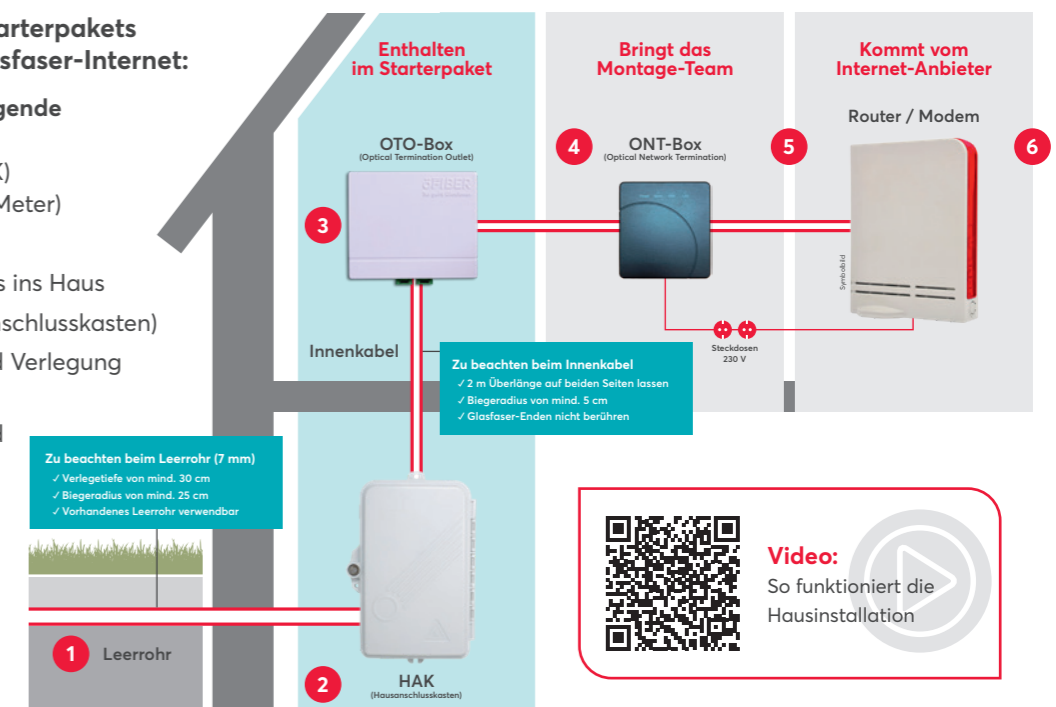 tarterpakets
sfaser-Internet:
gende
K)
Meter)
s ins Haus
nschlusskasten)
d Verlegung
d
Enthalten
im Starterpaket
Bringt das
Montage-Team
Kommt vom
Internet-Anbieter
OTO-Box
(Optical Termination Outlet)
öFIBER
3
4
ONT-Box
(Optical Network Termination)
5
Router / Modem
6
Symbolbild
Steckdosen
230 V
Innenkabel
Zu beachten beim Innenkabel
✓ 2 m Überlänge auf beiden Seiten lassen
✓ Biegeradius von mind. 5 cm
✓ Glasfaser-Enden nicht berühren
Zu beachten beim Leerrohr (7 mm)
✓ Verlegetiefe von mind. 30 cm
✓ Biegeradius von mind. 25 cm
✓ Vorhandenes Leerrohr verwendbar
1
Leerrohr
2
HAK
(Hausanschlusskasten)
Video:
So funktioniert die
Hausinstallation